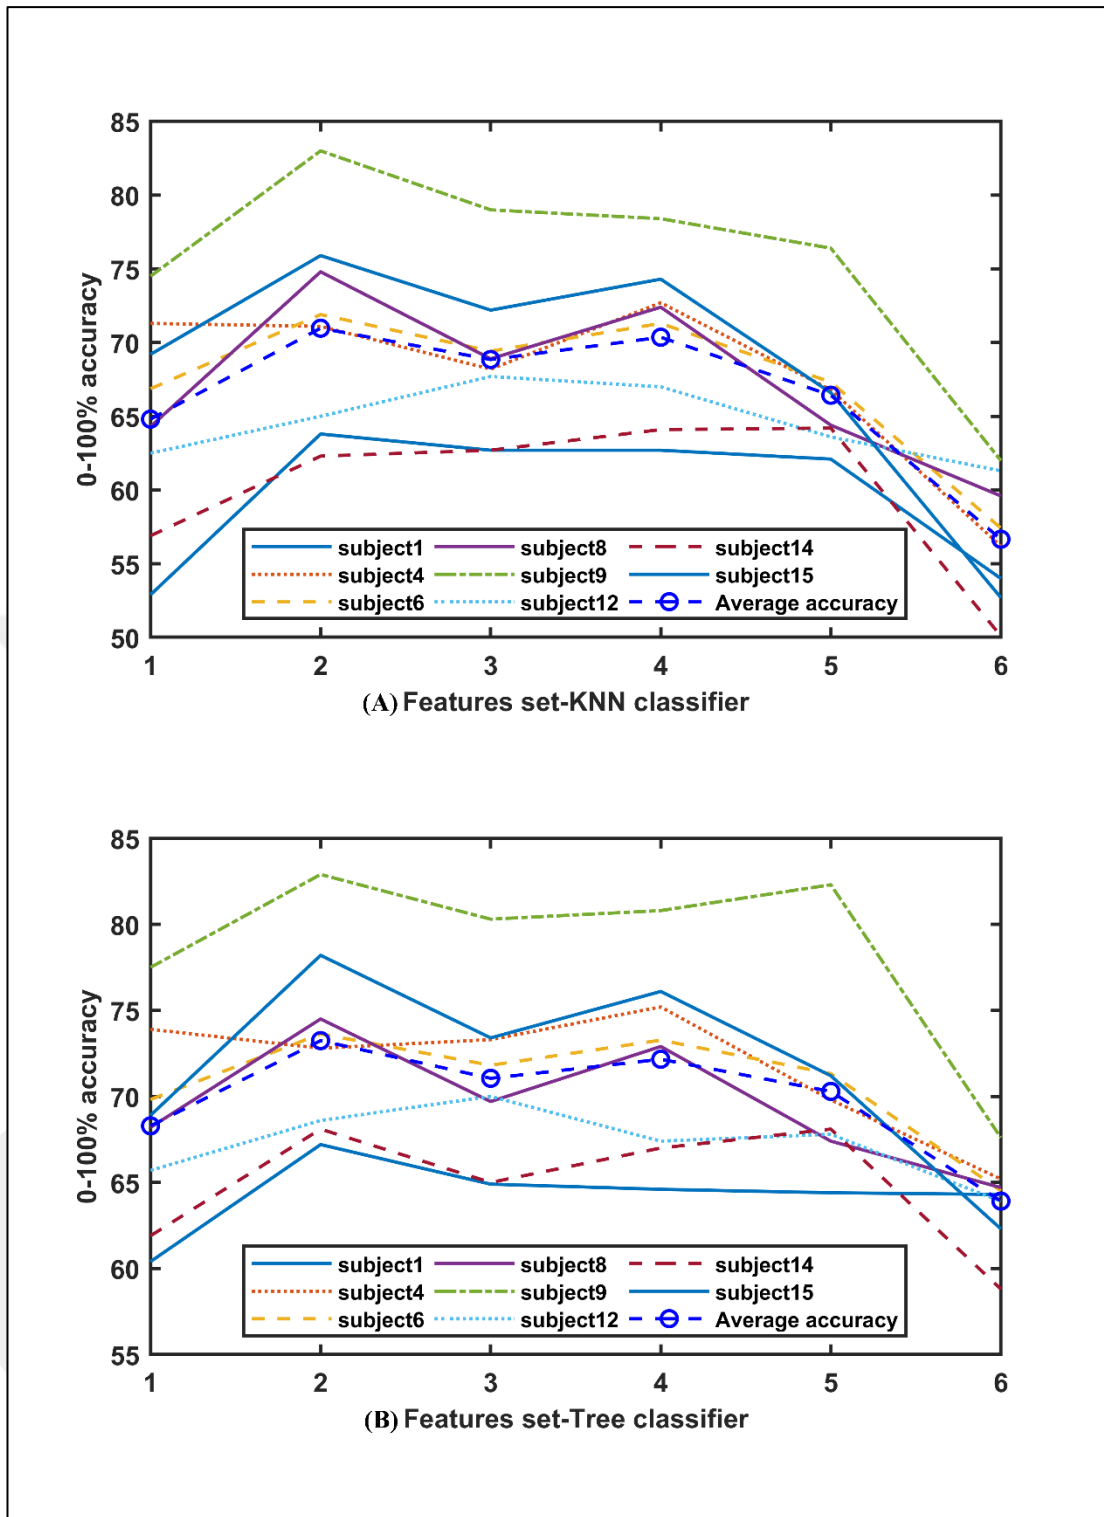 85
80
75
70
65
60
55
50
0-100% accuracy
subject1 subject8 subject14
subject4 subject9 subject15
subject6 subject12 Average accuracy
1 2 3 4 5 6
(A) Features set-KNN classifier
85
80
75
70
65
60
55
0-100% accuracy
subject1 subject8 subject14
subject4 subject9 subject15
subject6 subject12 Average accuracy
1 2 3 4 5 6
(B) Features set-Tree classifier